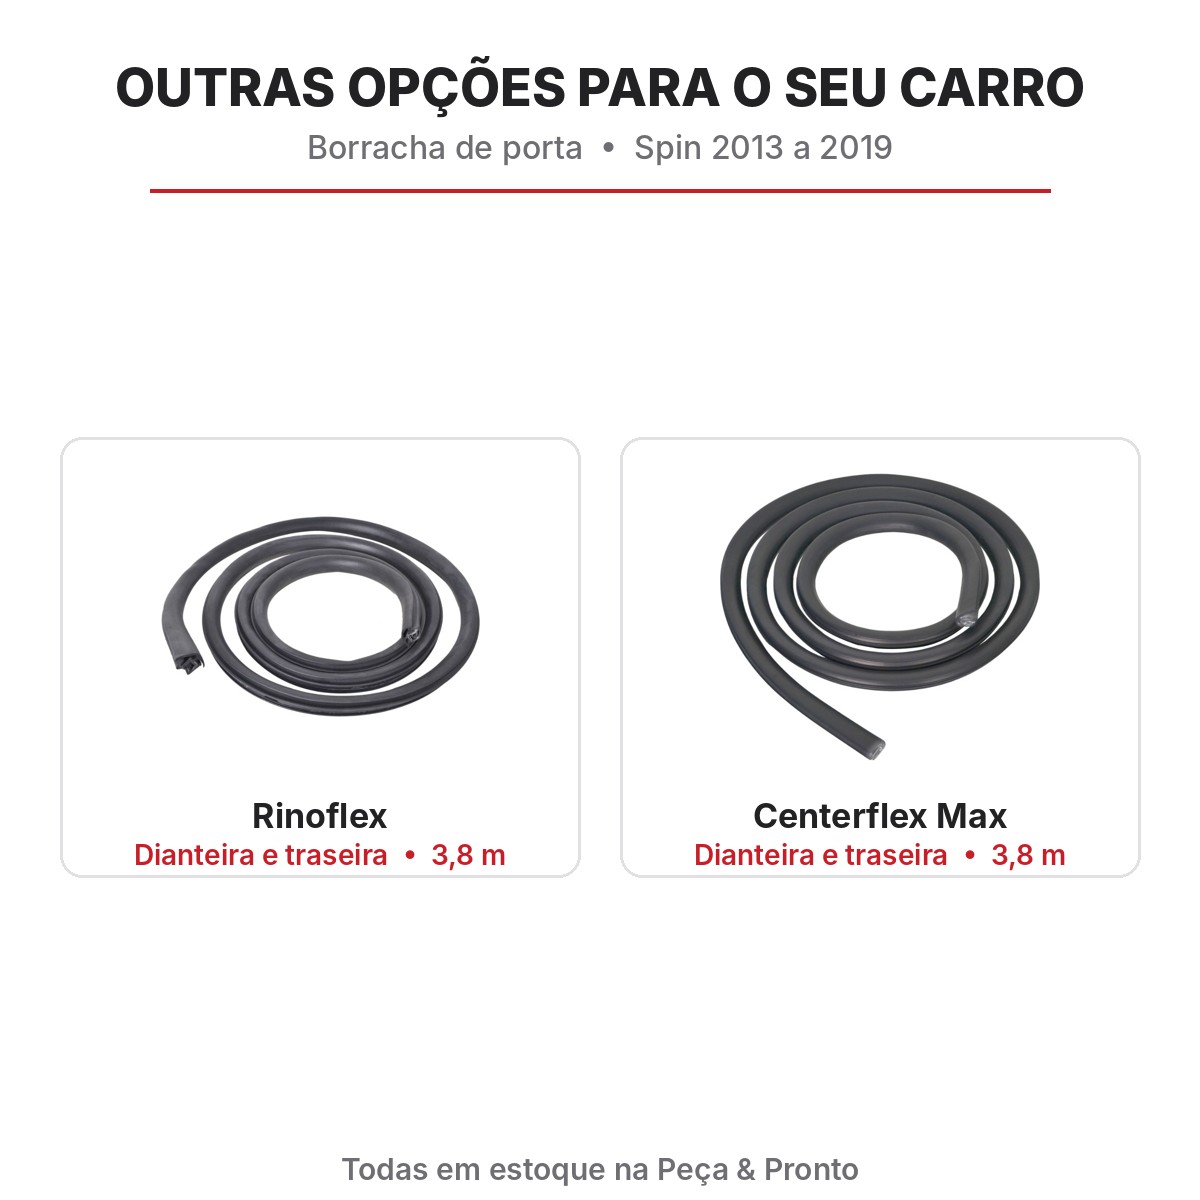 OUTRAS OPÇÕES PARA O SEU CARRO
Borracha de porta • Spin 2013 a 2019
Rinoflex
Dianteira e traseira • 3,8 m
Centerflex Max
Dianteira e traseira • 3,8 m
Todas em estoque na Peça & Pronto